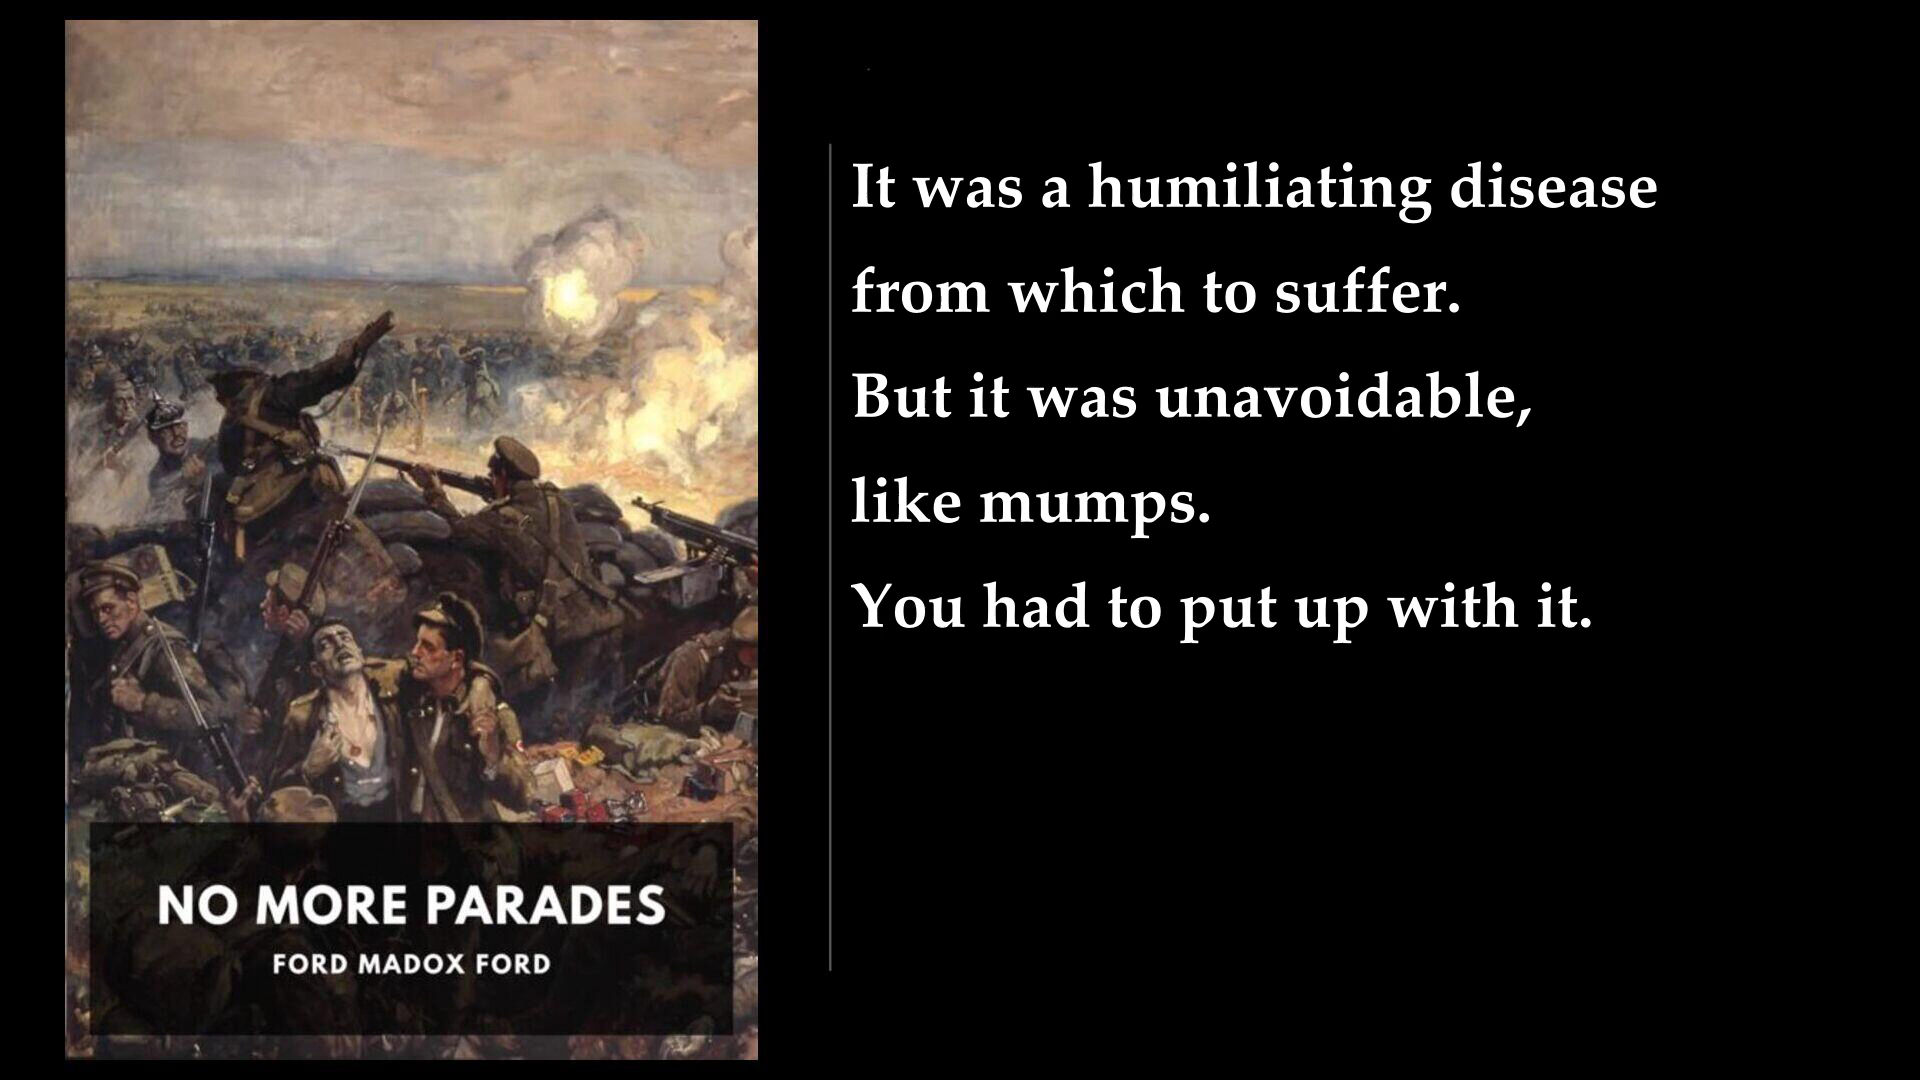 It was a humiliating disease
from which to suffer.
But it was unavoidable,
like mumps.
You had to put up with it.
NO MORE PARADES
FORD MADOX FORD